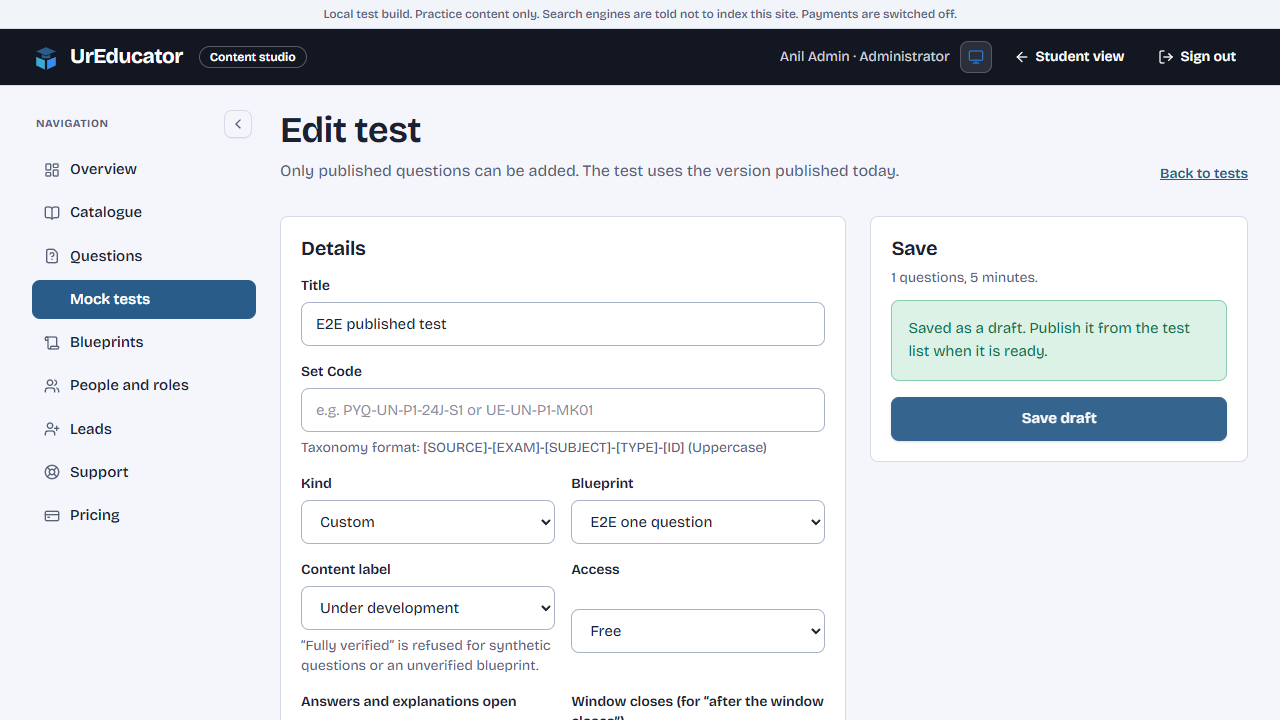 Local test build. Practice content only. Search engines are told not to index this site. Payments are switched off.
UrEducator
Content studio
Anil Admin · Administrator
Student view
Sign out
NAVIGATION
Overview
Catalogue
Questions
Mock tests
Blueprints
People and roles
Leads
Support
Pricing
Edit test
Only published questions can be added. The test uses the version published today.
Back to tests
Details
Title
E2E published test
Set Code
e.g. PYQ-UN-P1-24J-S1 or UE-UN-P1-MK01
Taxonomy format: [SOURCE]-[EXAM]-[SUBJECT]-[TYPE]-[ID] (Uppercase)
Kind
Blueprint
Custom
E2E one question
Content label
Access
Under development
Free
“Fully verified” is refused for synthetic
questions or an unverified blueprint.
Answers and explanations open
Window closes (for “after the window
closes”)
Save
1 questions, 5 minutes.
Saved as a draft. Publish it from the test
list when it is ready.
Save draft